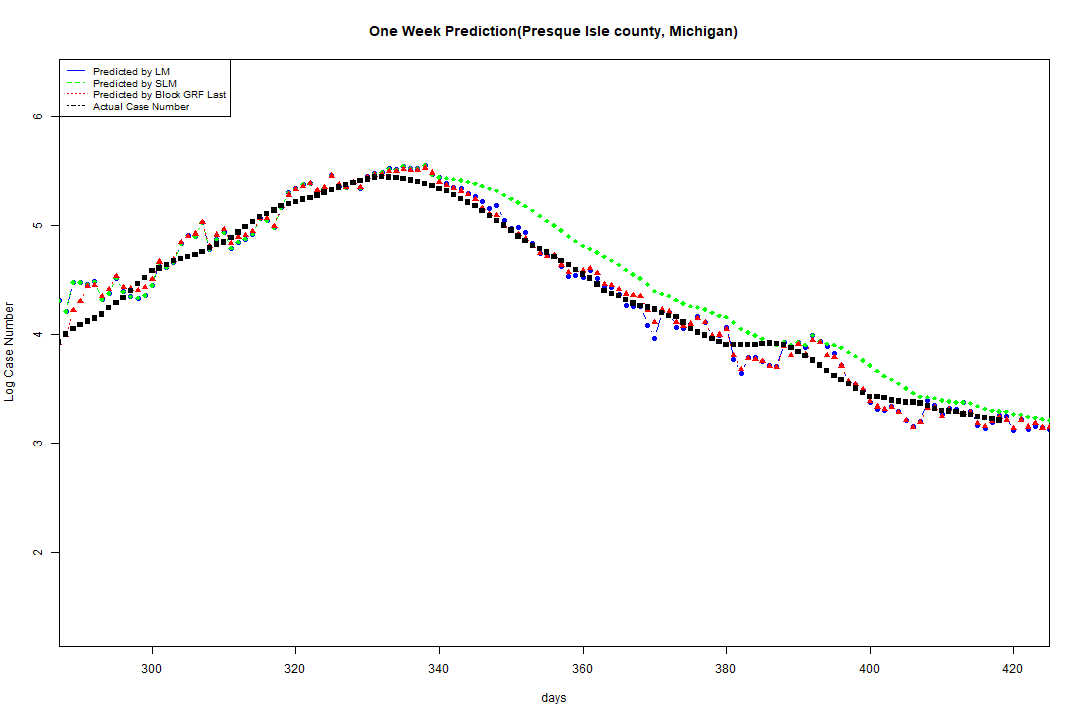 One Week Prediction(Presque Isle county, Michigan)
Predicted by LM
Predicted by SLM
Predicted by Block GRF Last
Actual Case Number
6
5
4
3
2
Log Case Number
300 320 340 360 380 400 420
days